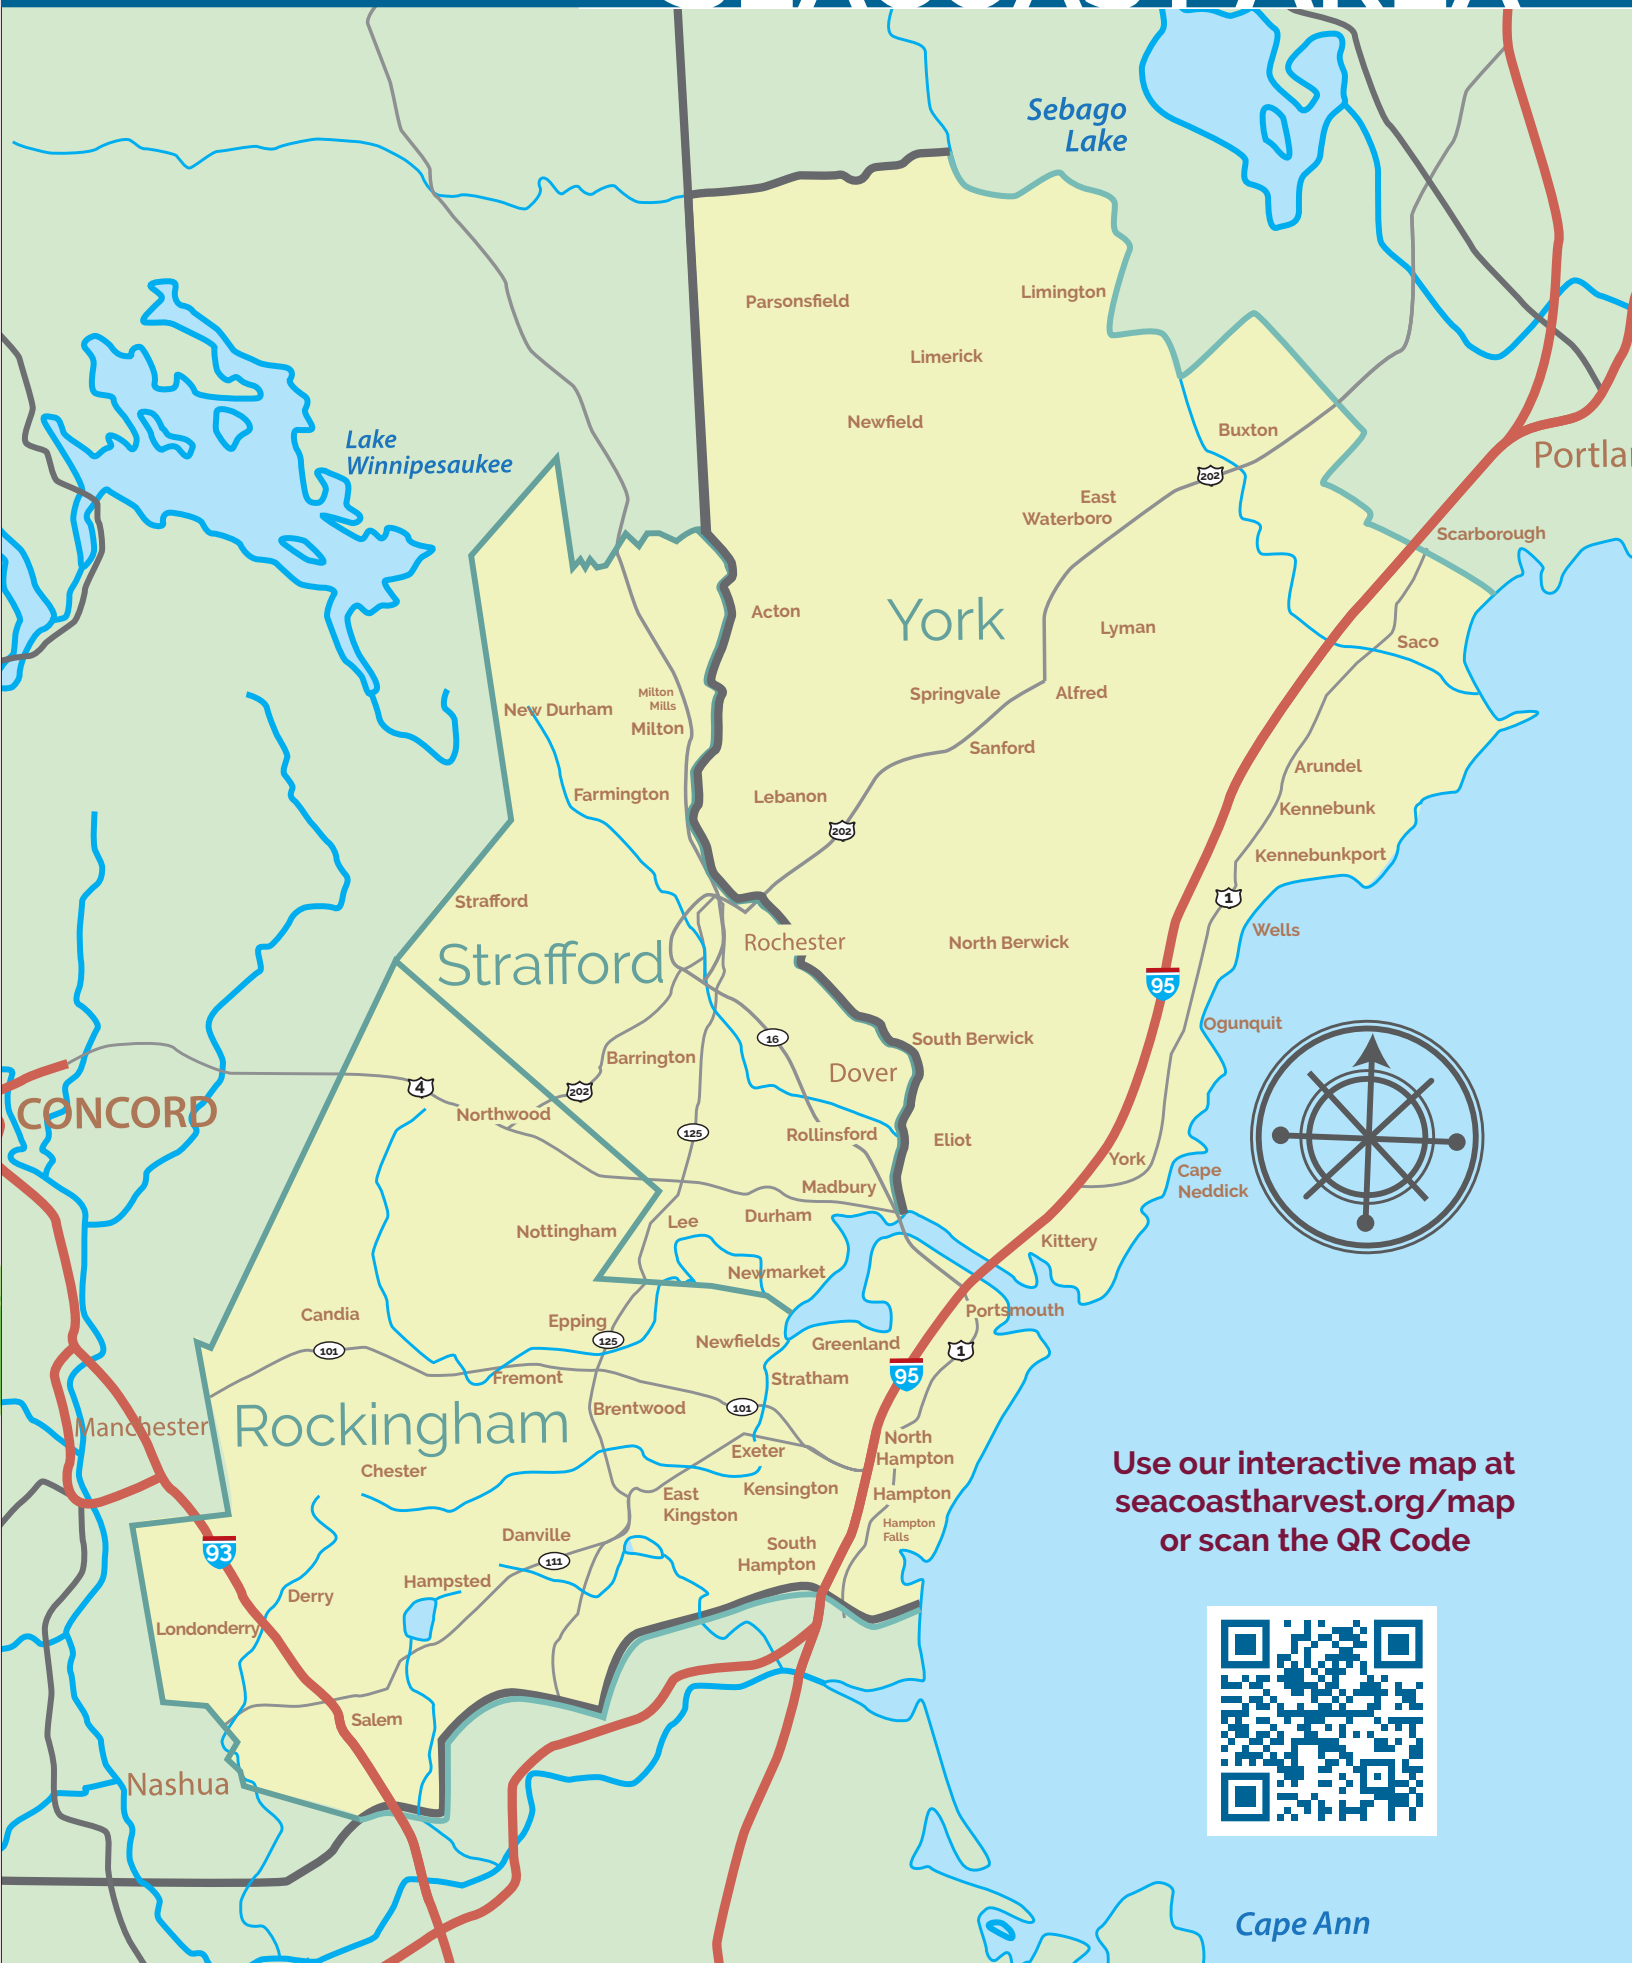 Sebago
Lake
Parsonsfield
Limington
Limerick
Newfield
Buxton
Lake
Winnipesaukee
202
East
Waterboro
Scarborough
Acton
York
Lyman
Saco
Milton
Mills
New Durham
Milton
Springvale
Alfred
Sanford
Arundel
Farmington
Lebanon
Kennebunk
202
Kennebunkport
Strafford
1
Wells
Rochester
North Berwick
Strafford
95
Ogunquit
16
South Berwick
Barrington
Dover
4
202
CONCORD
Northwood
125
Rollinsford
Eliot
York
Cape
Neddick
Madbury
Lee
Durham
Nottingham
Kittery
Newmarket
Portsmouth
Candia
Epping
125
Newfields
Greenland
101
1
95
Fremont
Stratham
Brentwood
101
Manchester
Rockingham
North
Hampton
Exeter
Chester
Kensington
Hampton
East
Kingston
Hampton
Falls
Danville
South
Hampton
111
93
Hampsted
Derry
Londonderry
Salem
Nashua
Use our interactive map at
seacoastharvest.org/map
or scan the QR Code
Cape Ann